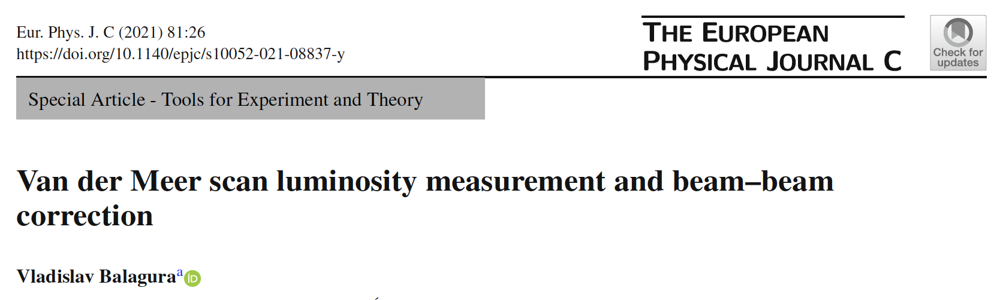 Eur. Phys. J. C (2021) 81:26
https://doi.org/10.1140/epjc/s10052-021-08837-y
THE EUROPEAN
PHYSICAL JOURNAL C
Check for
updates
Special Article - Tools for Experiment and Theory
Van der Meer scan luminosity measurement and beam–beam
correction
Vladislav Balagura a iD